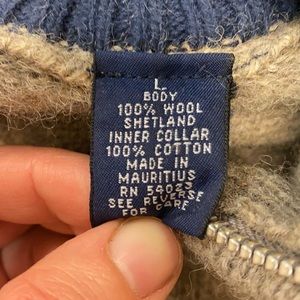 L
BODY
100% WOOL
SHETLAND
INNER COLLAR
100% COTTON
MADE IN
MAURITIUS
RN 54023
SEE REVERSE
FOR CARE